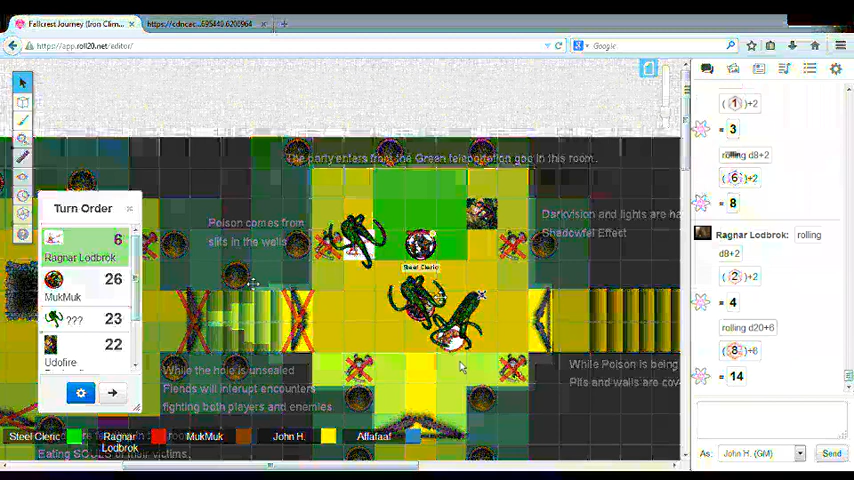 Fallcrest Journey (Iron Clim...
https://cdncac...695440.6200964
https://app.roll20.net/editor/
Google
The party enters from the Green teleportation goo in this room.
Poison comes from
slits in the walls
Darkvision and lights are ha
Shadowfel Effect
Turn Order
6
Ragnar Lodbrok
26
MukMuk
??? 23
22
Udofire
Steel Cleric
While the hole is unsealed
Fiends will interupt encounters
fighting both players and enemies
While Poison is being
Pits and walls are cov
Steel Cleric
Ragnar
Lodbrok
MukMuk
John H.
Affafaaf
Eating SOULS of their victims.
(1)+2
= 3
rolling d8+2
(6)+2
= 8
Ragnar Lodbrok: rolling
d8+2
(2)+2
= 4
rolling d20+6
(8)+6
= 14
As: John H. (GM)
Send